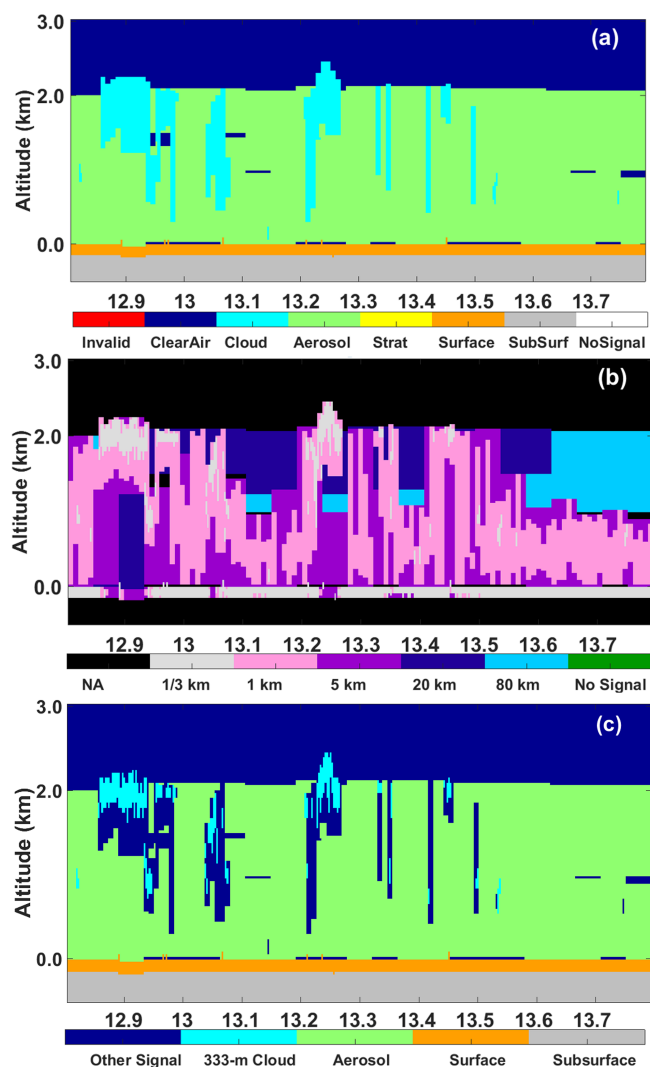 3.0
(a)
2.0
Altitude (km)
0.0
12.9 13 13.1 13.2 13.3 13.4 13.5 13.6 13.7
Invalid ClearAir Cloud Aerosol Strat Surface SubSurf NoSignal
3.0
(b)
2.0
Altitude (km)
0.0
12.9 13 13.1 13.2 13.3 13.4 13.5 13.6 13.7
NA 1/3 km 1 km 5 km 20 km 80 km No Signal
3.0
(c)
2.0
Altitude (km)
0.0
12.9 13 13.1 13.2 13.3 13.4 13.5 13.6 13.7
Other Signal 333-m Cloud Aerosol Surface Subsurface